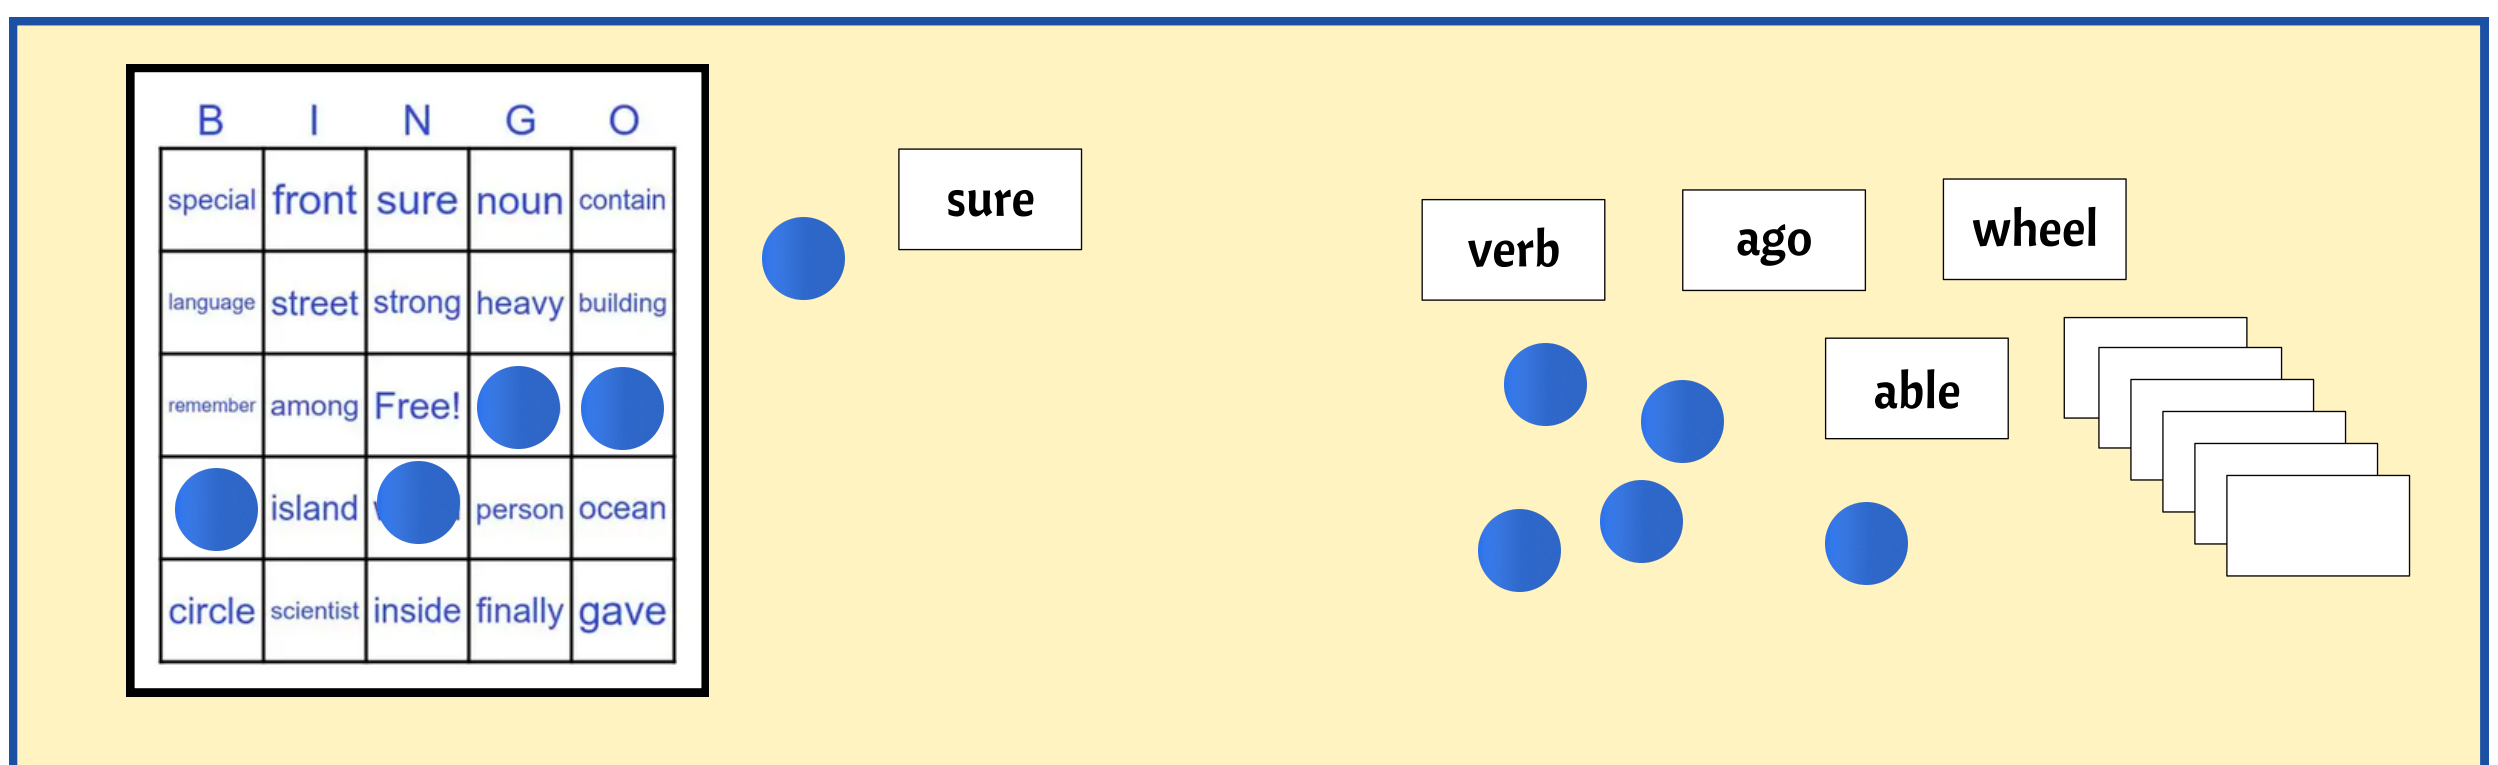 B I N G O
special front sure noun contain
language street strong heavy building
remember among Free!
island person ocean
circle scientist inside finally gave
sure
verb
ago
wheel
able